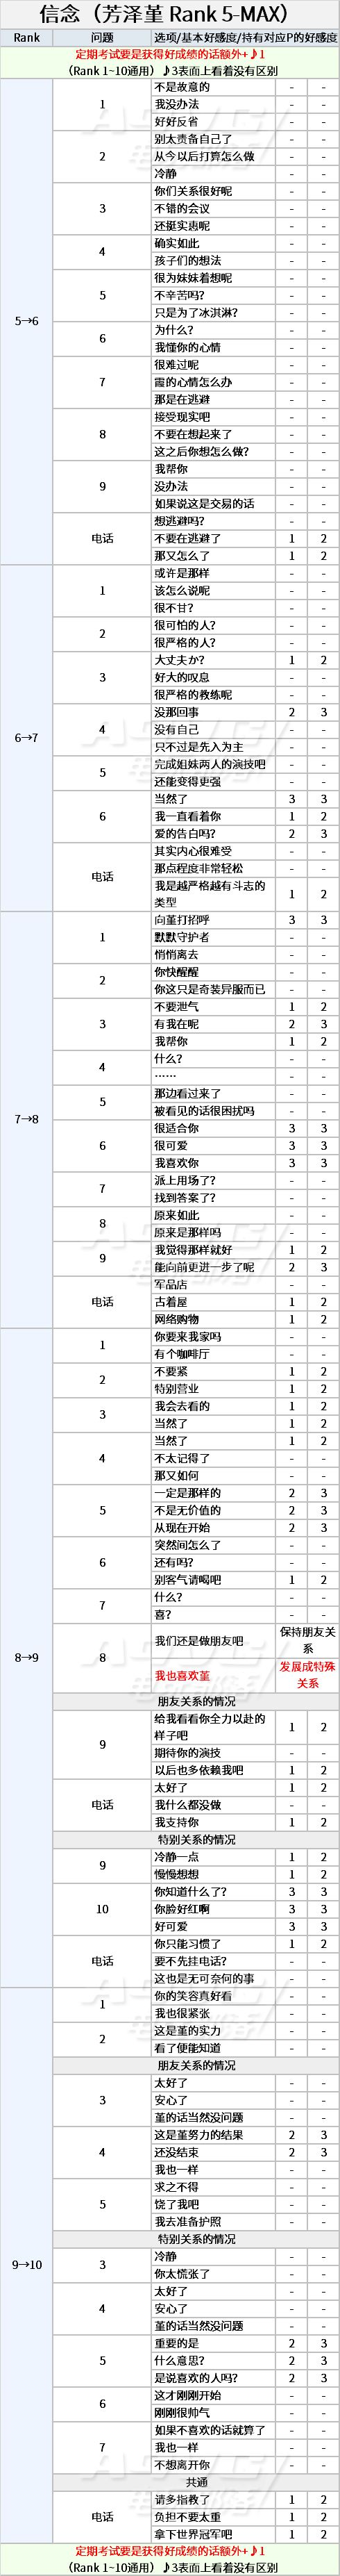 信念（芳泽堇 Rank 5-MAX）
Rank 问题 选项/基本好感度/持有对应P的好感度
定期考试要是获得好成绩的话额外+♪1
（Rank 1~10通用）♪3表面上看着没有区别
5→6
1
不是故意的 - -
我没办法 - -
好好反省 - -
2
别太责备自己了 - -
从今以后打算怎么做 - -
冷静 - -
3
你们关系很好呢 - -
不错的会议 - -
还挺实惠呢 - -
4
确实如此 - -
孩子们的想法 - -
5
很为妹妹着想呢 - -
不辛苦吗？ - -
只是为了冰淇淋？ - -
6
为什么？ - -
我懂你的心情 - -
7
很难过呢 - -
霞的心情怎么办 - -
那是在逃避 - -
8
接受现实吧 - -
不要在想起来了 - -
这之后你想怎么做？ - -
9
我帮你 - -
没办法 - -
如果说这是交易的话 - -
电话
想逃避吗？ - -
不要在逃避了 1 2
那又怎么了 1 2
6→7
1
或许是那样 - -
该怎么说呢 - -
很不甘？ - -
2
很可怕的人？ - -
很严格的人？ - -
3
大丈夫か？ 1 2
好大的叹息 - -
很严格的教练呢 - -
4
没那回事 2 3
没有自己 - -
只不过是先入为主 - -
5
完成姐妹两人的演技吧 - -
还能变得更强 - -
6
当然了 3 3
我一直看着你 1 2
爱的告白吗？ 2 3
电话
其实内心很难受 - -
那点程度非常轻松 - -
我是越严格越有斗志的
类型 1 2
7→8
1
向堇打招呼 3 3
默默守护者 - -
悄悄离去 - -
2
你快醒醒 - -
你这只是奇装异服而已 - -
3
不要泄气 1 2
有我在呢 2 3
我帮你 1 2
4
什么？ - -
…… - -
5
那边看过来了 - -
被看见的话很困扰吗 - -
6
很适合你 3 3
很可爱 3 3
我喜欢你 3 3
7
派上用场了？ - -
找到答案了？ - -
8
原来如此 - -
原来是那样吗 - -
9
我觉得那样就好 1 2
能向前更进一步了呢 2 3
电话
军品店 - -
古着屋 1 2
网络购物 1 2
8→9
1
你要来我家吗 - -
有个咖啡厅 - -
2
不要紧 1 2
特别营业 1 2
3
我会去看的 1 2
当然了 1 2
4
当然了 1 2
不太记得了 - -
那又如何 - -
5
一定是那样的 2 3
不是无价值的 2 3
从现在开始 2 3
6
突然间怎么了 - -
还有吗？ - -
别客气请喝吧 1 2
7
什么？ - -
喜？ - -
8
我们还是做朋友吧 保持朋友关
系
我也喜欢堇 发展成特殊
关系
朋友关系的情况
9
给我看看你全力以赴的
样子吧 1 2
期待你的演技 - -
以后也多依赖我吧 1 2
电话
太好了 1 2
我什么都没做 - -
我支持你 1 2
特别关系的情况
9
冷静一点 1 2
慢慢想想 1 2
10
你知道什么了？ 3 3
你脸好红啊 3 3
好可爱 3 3
电话
你只能习惯了 1 2
要不先挂电话？ - -
这也是无可奈何的事 - -
9→10
1
你的笑容真好看 - -
我也很紧张 - -
2
这是堇的实力 - -
看了便能知道 - -
朋友关系的情况
3
太好了 - -
安心了 - -
堇的话当然没问题 - -
4
这是堇努力的结果 2 3
还没结束 2 3
我也一样 - -
5
求之不得 - -
饶了我吧 - -
我去准备护照 - -
特别关系的情况
3
冷静 - -
你太慌张了 - -
4
太好了 - -
安心了 - -
堇的话当然没问题 - -
5
重要的是 2 3
什么意思？ 2 3
是说喜欢的人吗？ 2 3
6
这才刚刚开始 - -
刚刚很帅气 - -
7
如果不喜欢的话就算了 - -
我也一样 - -
不想离开你 - -
共通
电话
请多指教了 1 2
负担不要太重 1 2
拿下世界冠军吧 1 2
定期考试要是获得好成绩的话额外+♪1
（Rank 1~10通用）♪3表面上看着没有区别